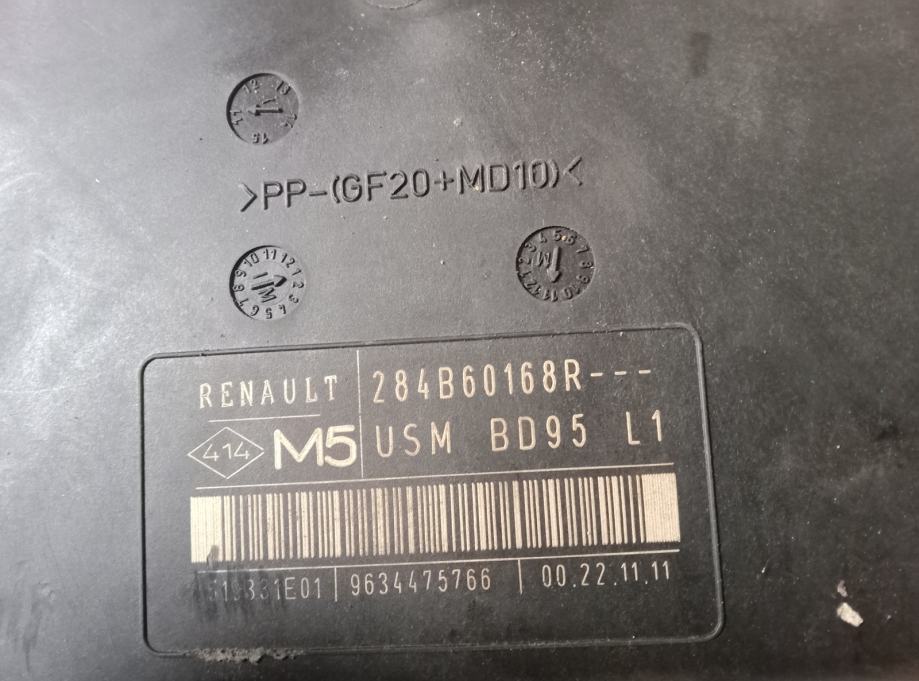 >PP-(GF20+MD10)<
RENAULT
284B60168R---
414
M5
USM BD95 L1
9634475766
00.22.11.11